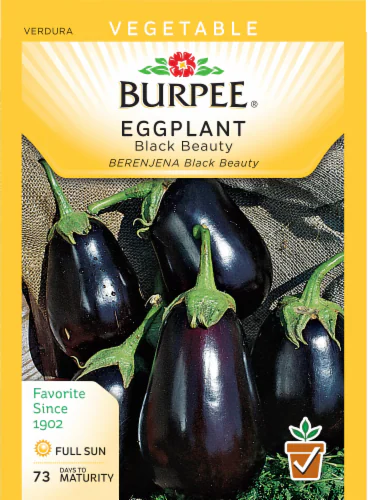 VERDURA VEGETABLE
BURPEE®
EGGPLANT
Black Beauty
BERENJENA Black Beauty
Favorite
Since
1902
FULL SUN
73 DAYS TO MATURITY